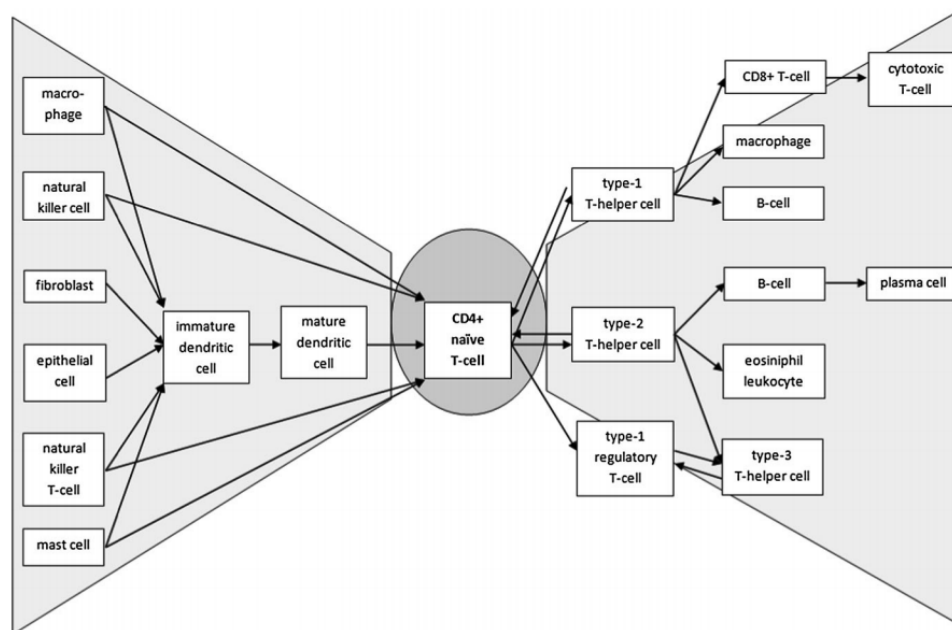 macro-
phage
natural
killer cell
fibroblast
epithelial
cell
natural
killer
T-cell
mast cell
immature
dendritic
cell
mature
dendritic
cell
CD4+
naïve
T-cell
type-1
T-helper cell
type-2
T-helper cell
type-1
regulatory
T-cell
CD8+ T-cell
cytotoxic
T-cell
macrophage
B-cell
B-cell
plasma cell
eosiniphil
leukocyte
type-3
T-helper cell